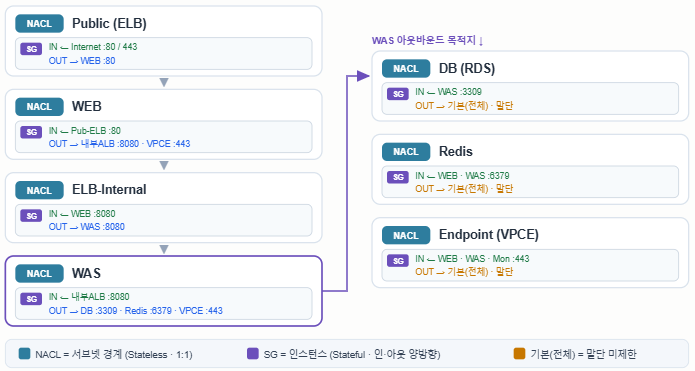 NACL Public (ELB)
SG IN ← Internet :80 / 443
OUT → WEB :80
NACL WEB
SG IN ← Pub-ELB :80
OUT → 내부ALB :8080 · VPCE :443
NACL ELB-Internal
SG IN ← WEB :8080
OUT → WAS :8080
NACL WAS
SG IN ← 내부ALB :8080
OUT → DB :3309 · Redis :6379 · VPCE :443
WAS 아웃바운드 목적지 ↓
NACL DB (RDS)
SG IN ← WAS :3309
OUT → 기본(전체) · 말단
NACL Redis
SG IN ← WEB · WAS :6379
OUT → 기본(전체) · 말단
NACL Endpoint (VPCE)
SG IN ← WEB · WAS · Mon :443
OUT → 기본(전체) · 말단
NACL = 서브넷 경계 (Stateless · 1:1)
SG = 인스턴스 (Stateful · 인·아웃 양방향)
기본(전체) = 말단 미제한